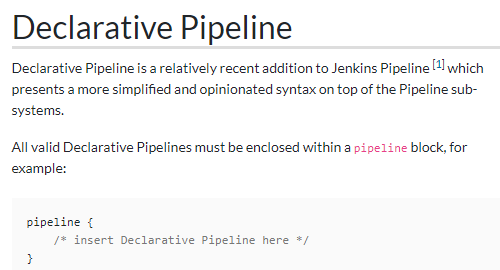 Declarative Pipeline
Declarative Pipeline is a relatively recent addition to Jenkins Pipeline [1] which
presents a more simplified and opinionated syntax on top of the Pipeline sub-
systems.
All valid Declarative Pipelines must be enclosed within a pipeline block, for
example:
pipeline {
    /* insert Declarative Pipeline here */
}